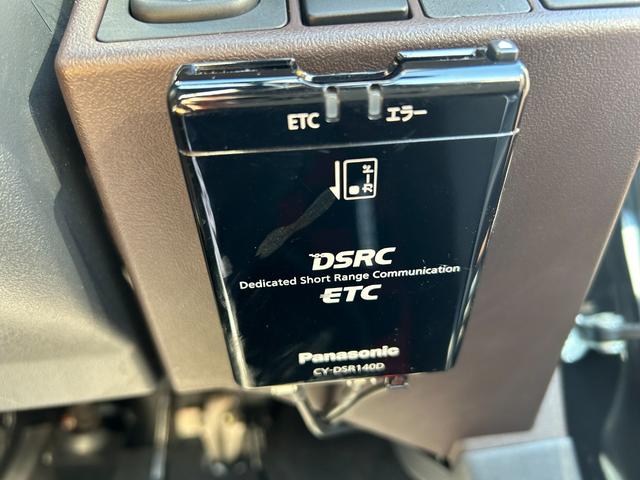 ETC エラー
カード
DSRC
Dedicated Short Range Communication
ETC
Panasonic
CY-DSR140D